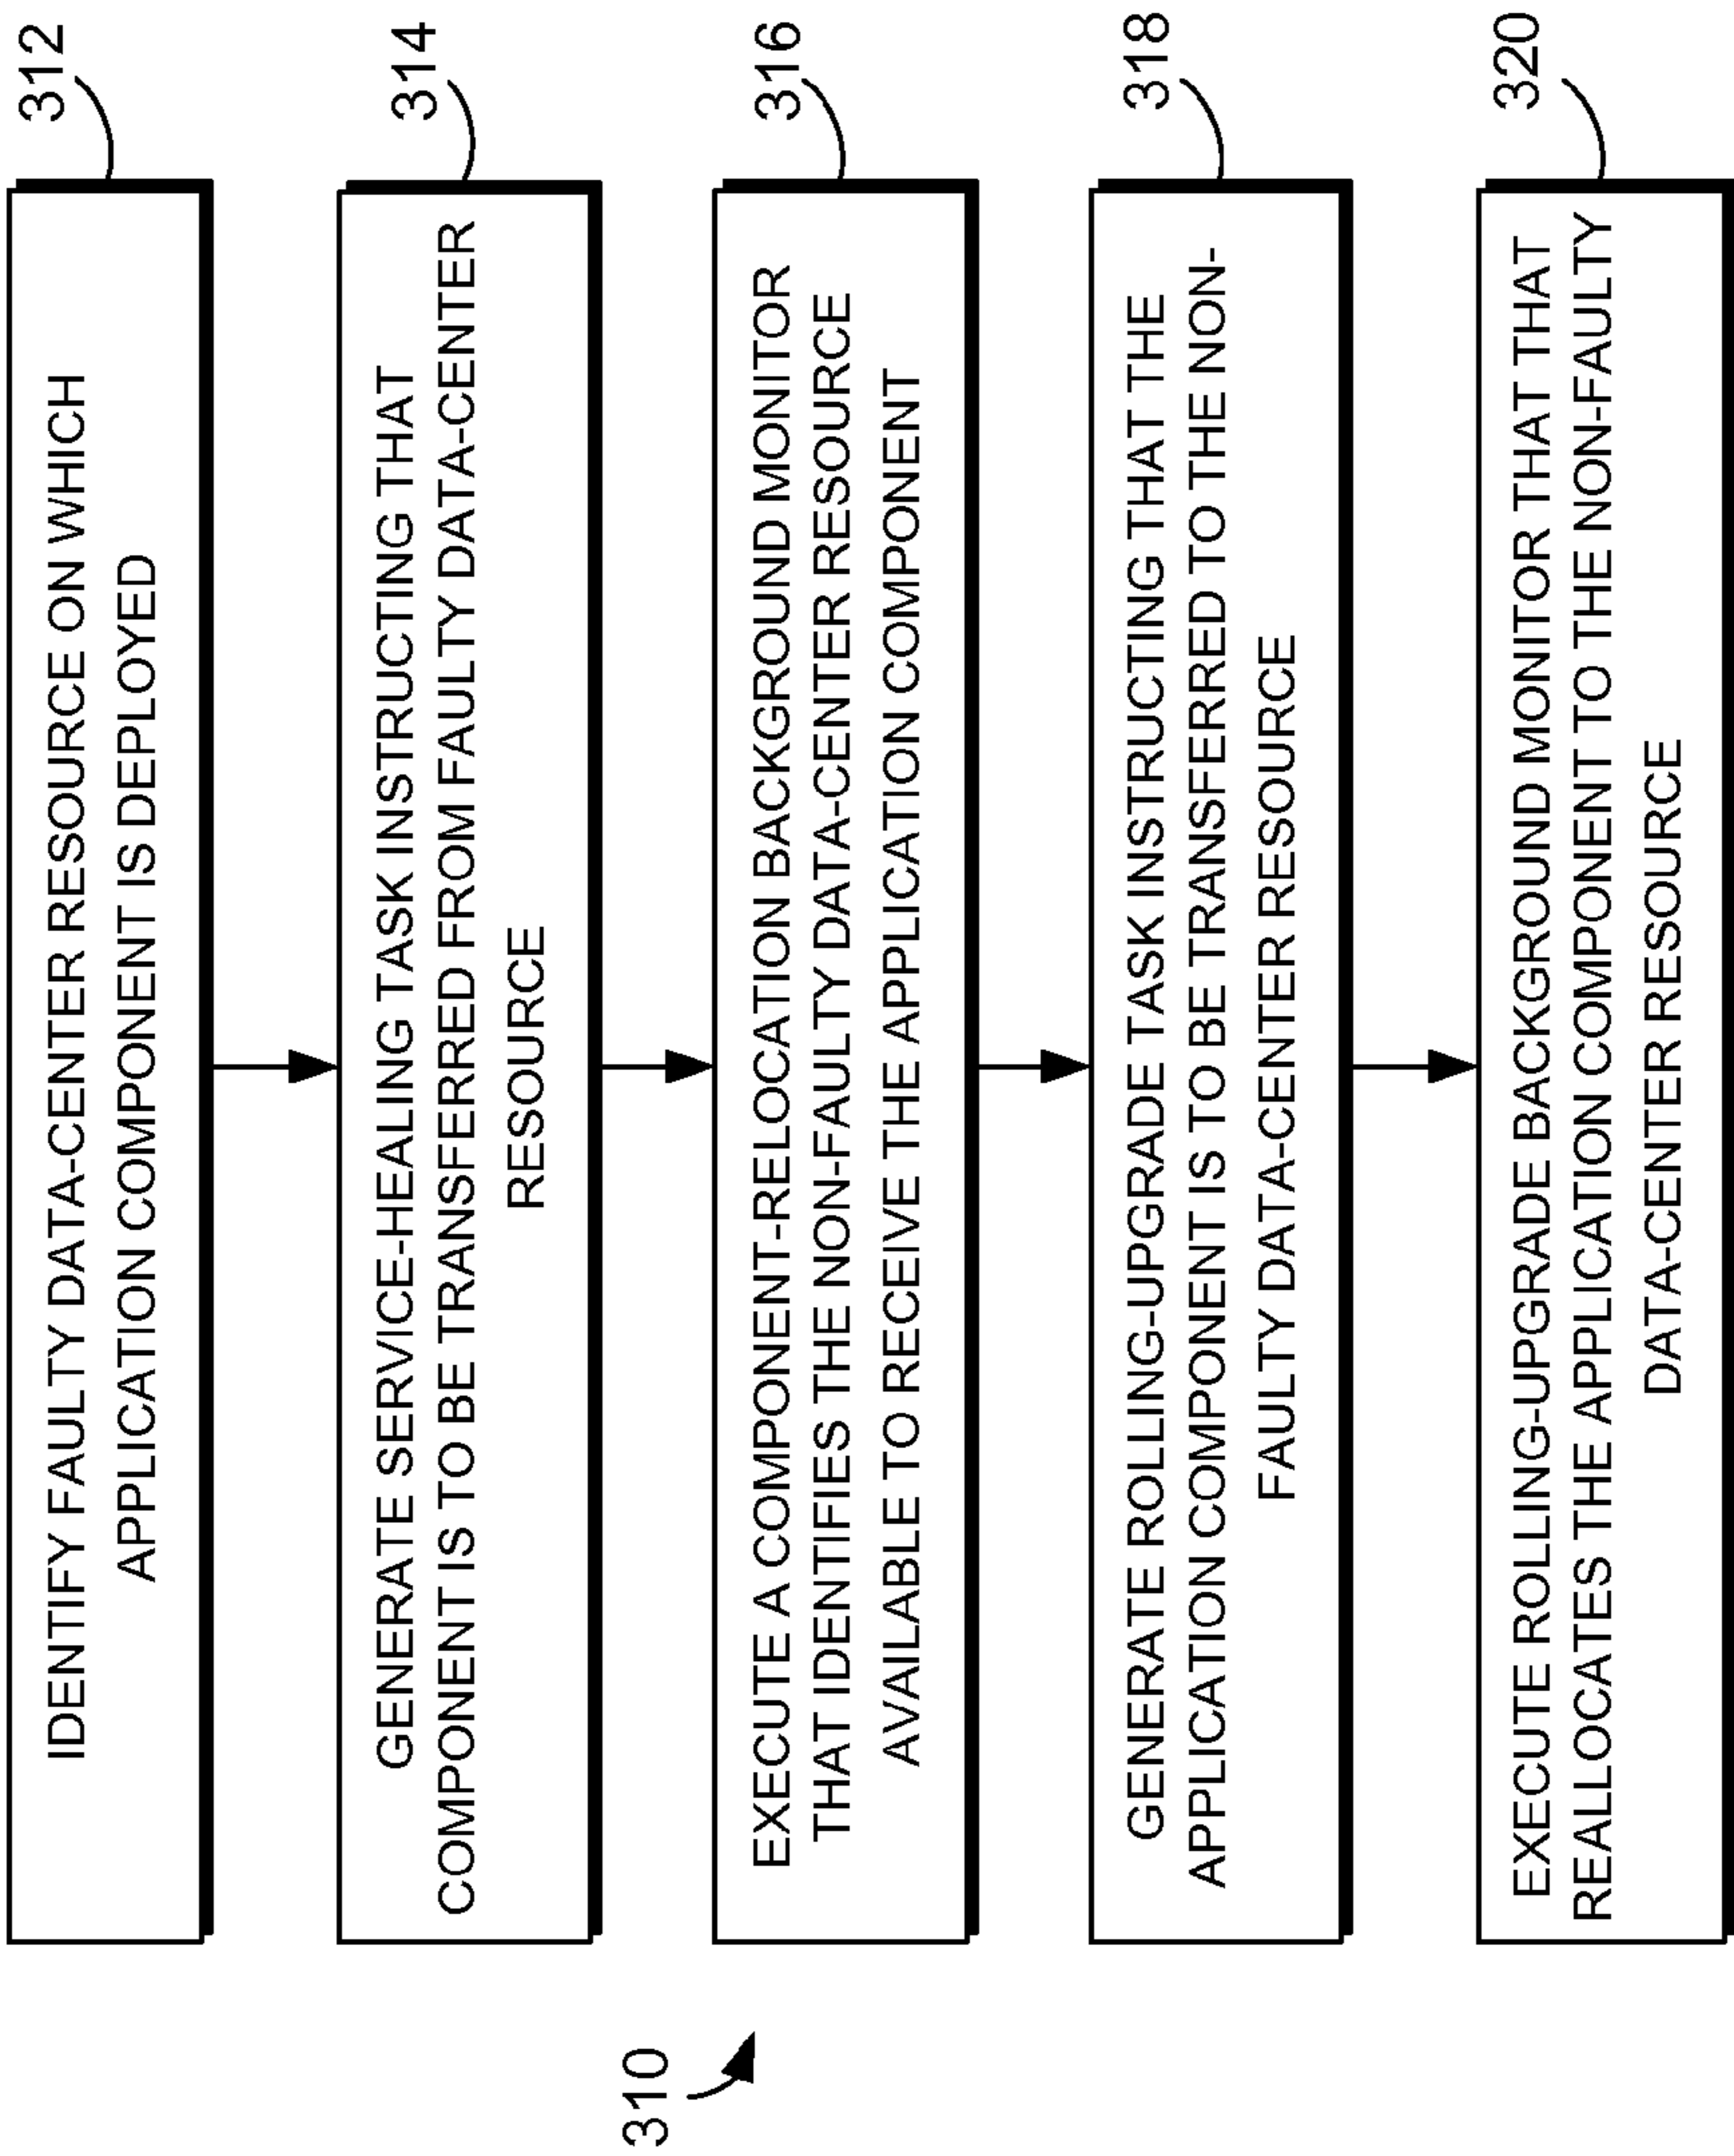 310
312
IDENTIFY FAULTY DATA-CENTER RESOURCE ON WHICH
APPLICATION COMPONENT IS DEPLOYED
314
GENERATE SERVICE-HEALING TASK INSTRUCTING THAT
COMPONENT IS TO BE TRANSFERRED FROM FAULTY DATA-CENTER
RESOURCE
316
EXECUTE A COMPONENT-RELOCATION BACKGROUND MONITOR
THAT IDENTIFIES THE NON-FAULTY DATA-CENTER RESOURCE
AVAILABLE TO RECEIVE THE APPLICATION COMPONENT
318
GENERATE ROLLING-UPGRADE TASK INSTRUCTING THAT THE
APPLICATION COMPONENT IS TO BE TRANSFERRED TO THE NON-
FAULTY DATA-CENTER RESOURCE
320
EXECUTE ROLLING-UPGRADE BACKGROUND MONITOR THAT THAT
REALLOCATES THE APPLICATION COMPONENT TO THE NON-FAULTY
DATA-CENTER RESOURCE